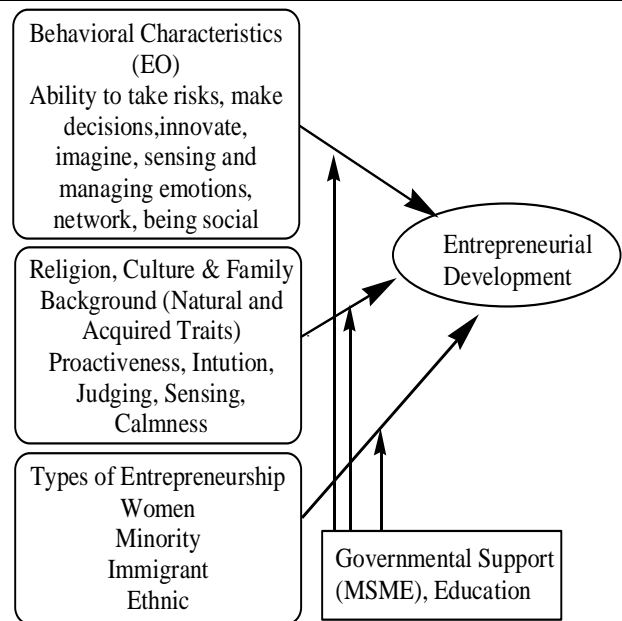 Behavioral Characteristics
(EO)
Ability to take risks, make
decisions,innovate,
imagine, sensing and
managing emotions,
network, being social
Entrepreneurial
Development
Religion, Culture & Family
Background (Natural and
Acquired Traits)
Proactiveness, Intution,
Judging, Sensing,
Calmness
Types of Entrepreneurship
Women
Minority
Immigrant
Ethnic
Governmental Support
(MSME), Education